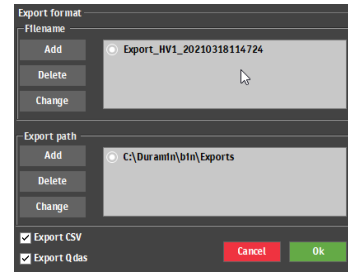 Export format
Filename
Add
Export_HV1_20210318114724
Delete
Change
Export path
Add
C:\Duramin\bin\Exports
Delete
Change
Export CSV
Export Qdas
Cancel
Ok